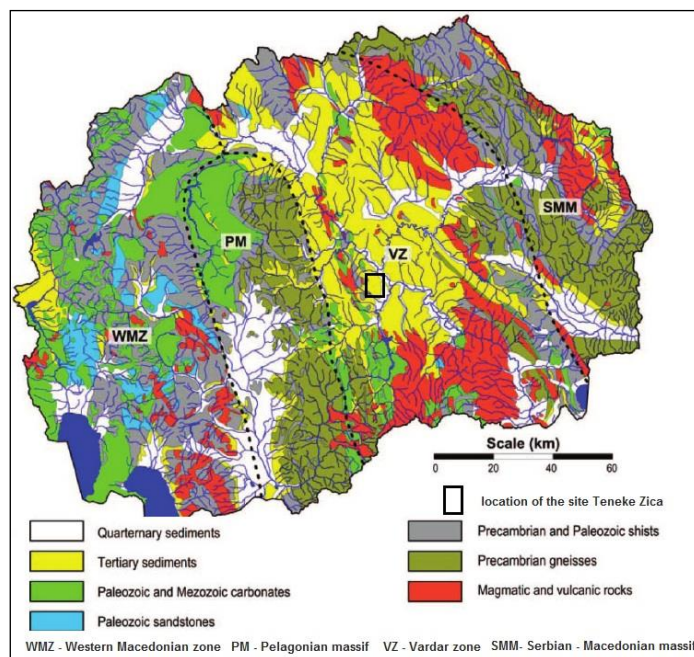 SMM
PM
VZ
WMZ
Scale (km)
0 20 40 60
location of the site Teneke Zica
Quarternary sediments
Precambrian and Paleozoic shists
Tertiary sediments
Precambrian gneisses
Paleozoic and Mezozoic carbonates
Magmatic and vulcanic rocks
Paleozoic sandstones
WMZ - Western Macedonian zone PM - Pelagonian massif VZ - Vardar zone SMM- Serbian - Macedonian massif